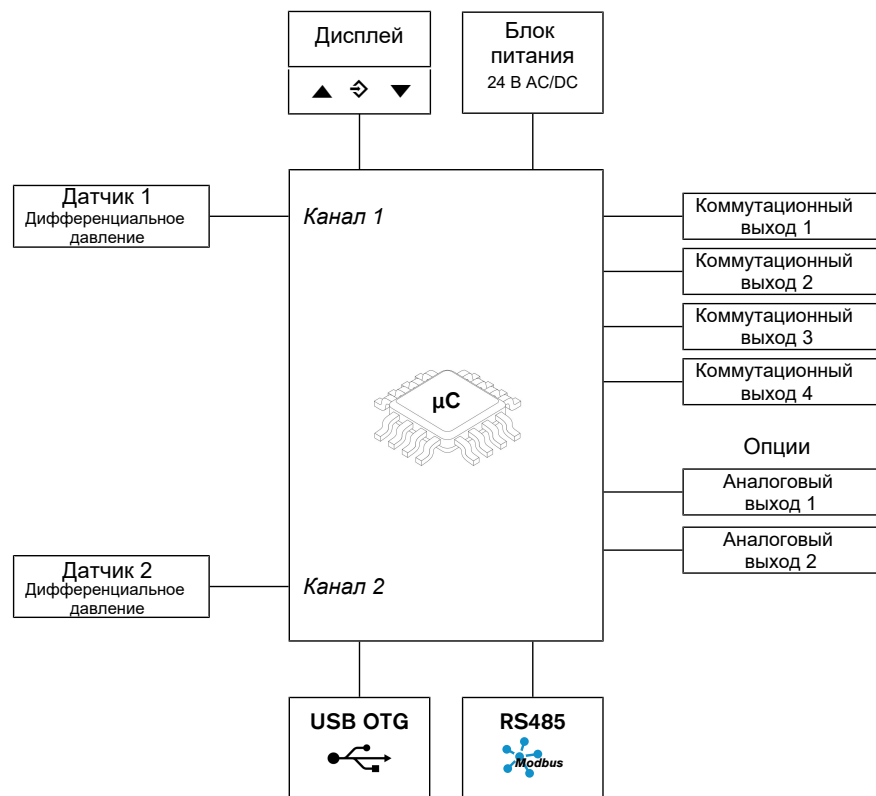 Дисплей
Блок
питания
24 В AC/DC
Датчик 1
Дифференциальное
давление
Канал 1
Коммутационный
выход 1
Коммутационный
выход 2
Коммутационный
выход 3
Коммутационный
выход 4
µC
Опции
Аналоговый
выход 1
Аналоговый
выход 2
Датчик 2
Дифференциальное
давление
Канал 2
USB OTG
RS485
Modbus